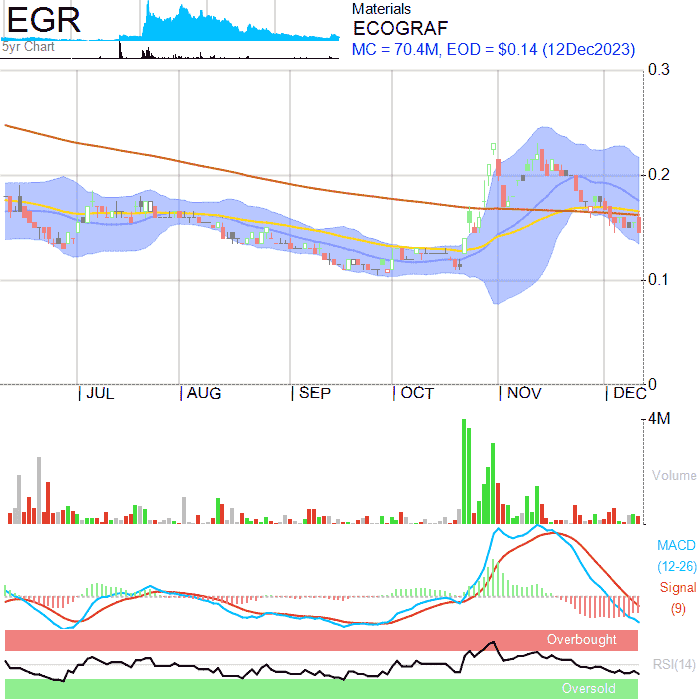 EGR
5yr Chart
Materials
ECOGRAF
MC = 70.4M, EOD = $0.14 (12Dec2023)
0.3
0.2
0.1
0
JUL AUG SEP OCT NOV DEC
4M
Volume
MACD
(12-26)
Signal
(9)
Overbought
RSI(14)
Oversold